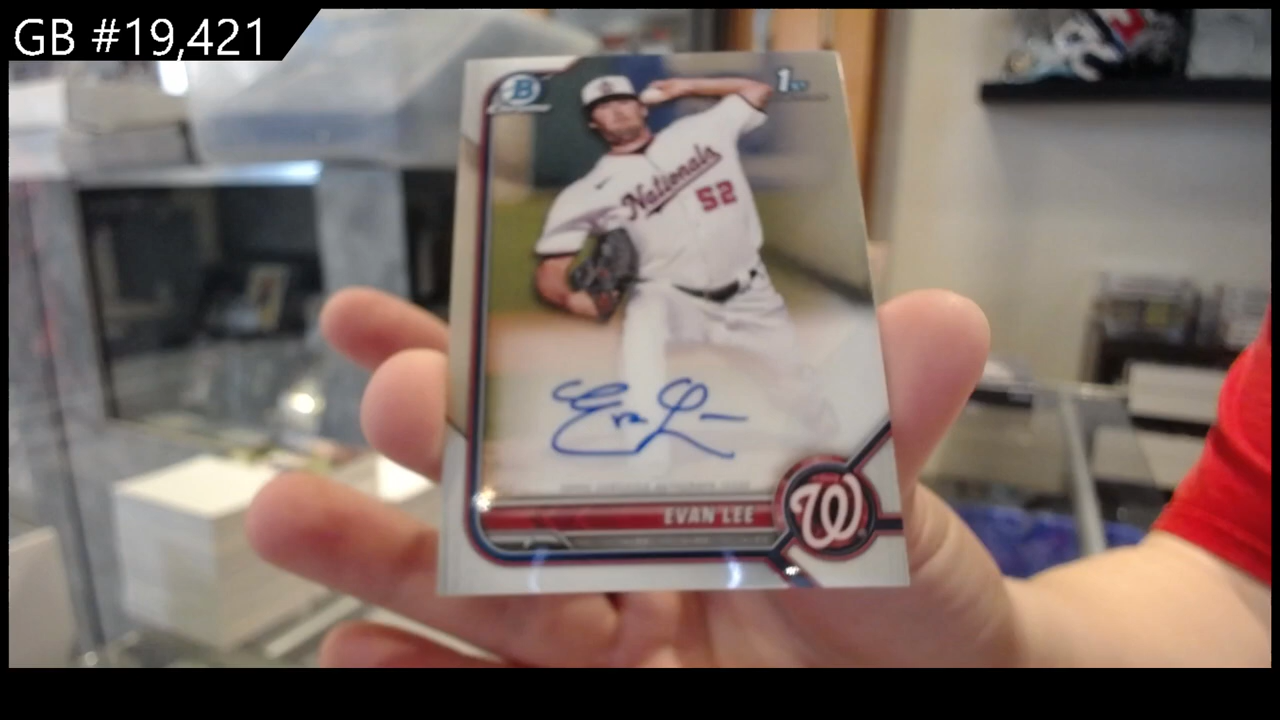 GB #19,421
B
1st
Nationals
52
Evan Lee
EVAN LEE
W